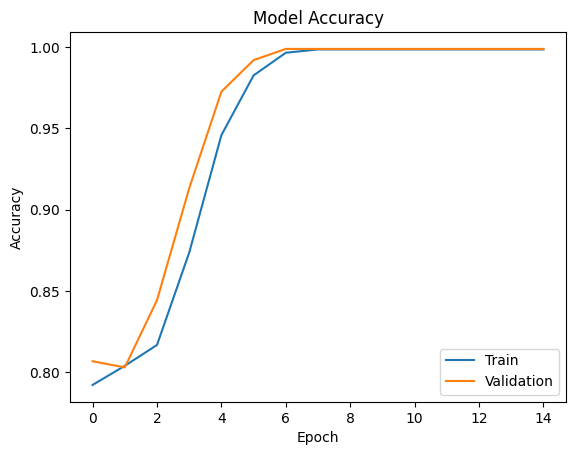 Model Accuracy
1.00
0.95
0.90
0.85
0.80
Accuracy
0 2 4 6 8 10 12 14
Epoch
Train
Validation